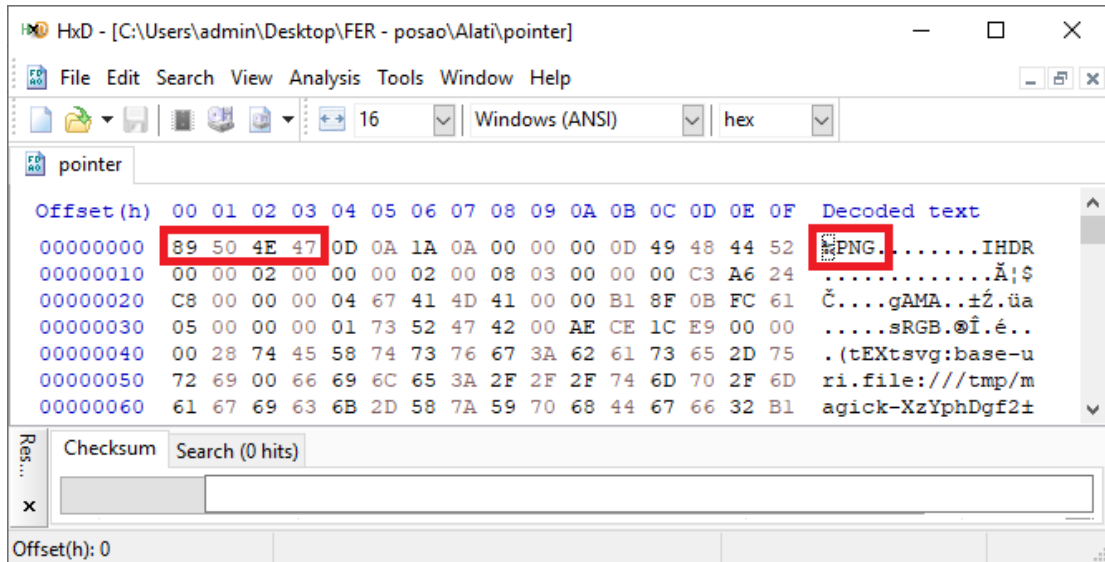 HxD - [C:\Users\admin\Desktop\FER - posao\Alati\pointer]
File Edit Search View Analysis Tools Window Help
16 Windows (ANSI) hex
pointer
Offset(h) 00 01 02 03 04 05 06 07 08 09 0A 0B 0C 0D 0E 0F Decoded text
00000000 89 50 4E 47 0D 0A 1A 0A 00 00 00 0D 49 48 44 52 ‰PNG........IHDR
00000010 00 00 02 00 00 00 02 00 08 03 00 00 00 C3 A6 24 .............Ă¦$
00000020 C8 00 00 00 04 67 41 4D 41 00 00 B1 8F 0B FC 61 Č....gAMA..±Ź.üa
00000030 05 00 00 00 01 73 52 47 42 00 AE CE 1C E9 00 00 .....sRGB.®Î.é..
00000040 00 28 74 45 58 74 73 76 67 3A 62 61 73 65 2D 75 .(tEXtsvg:base-u
00000050 72 69 00 66 69 6C 65 3A 2F 2F 2F 74 6D 70 2F 6D ri.file:///tmp/m
00000060 61 67 69 63 6B 2D 58 7A 59 70 68 44 67 66 32 B1 agick-XzYphDgf2±
Res...
Checksum Search (0 hits)
Offset(h): 0